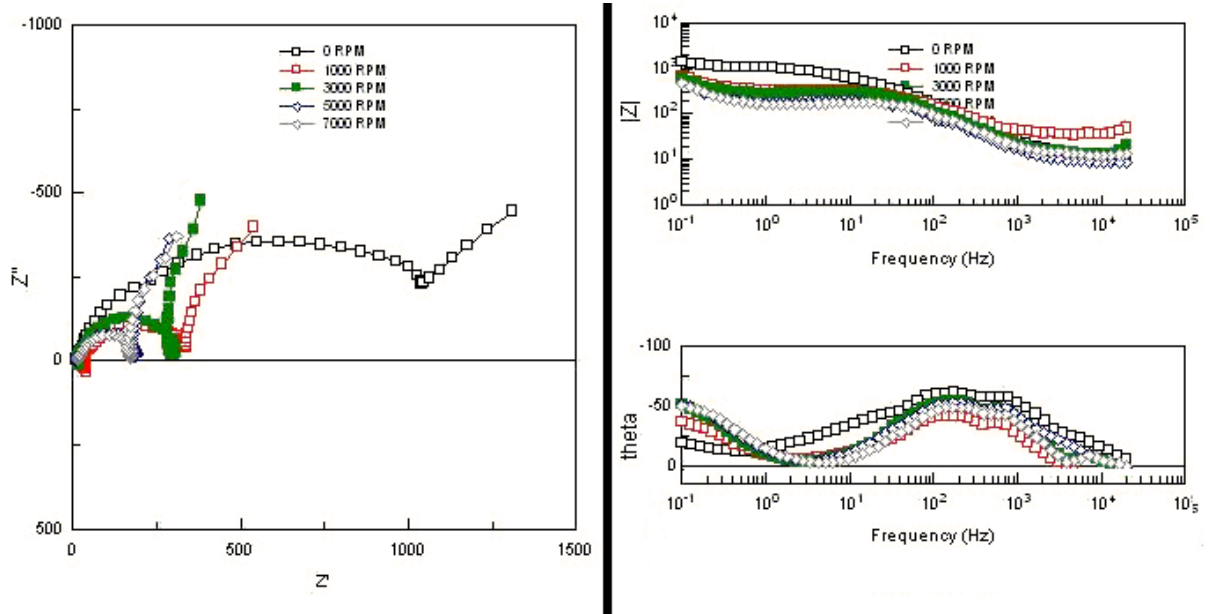 -1000
0 RPM
1000 RPM
3000 RPM
5000 RPM
7000 RPM
-500
Z''
0
500
0 500 1000 1500
Z'
10⁴
10³
10²
10¹
10⁰
|Z|
0 RPM
1000 RPM
3000 RPM
RPM
10⁻¹ 10⁰ 10¹ 10² 10³ 10⁴ 10⁵
Frequency (Hz)
-100
-50
0
theta
10⁻¹ 10⁰ 10¹ 10² 10³ 10⁴ 10⁵
Frequency (Hz)